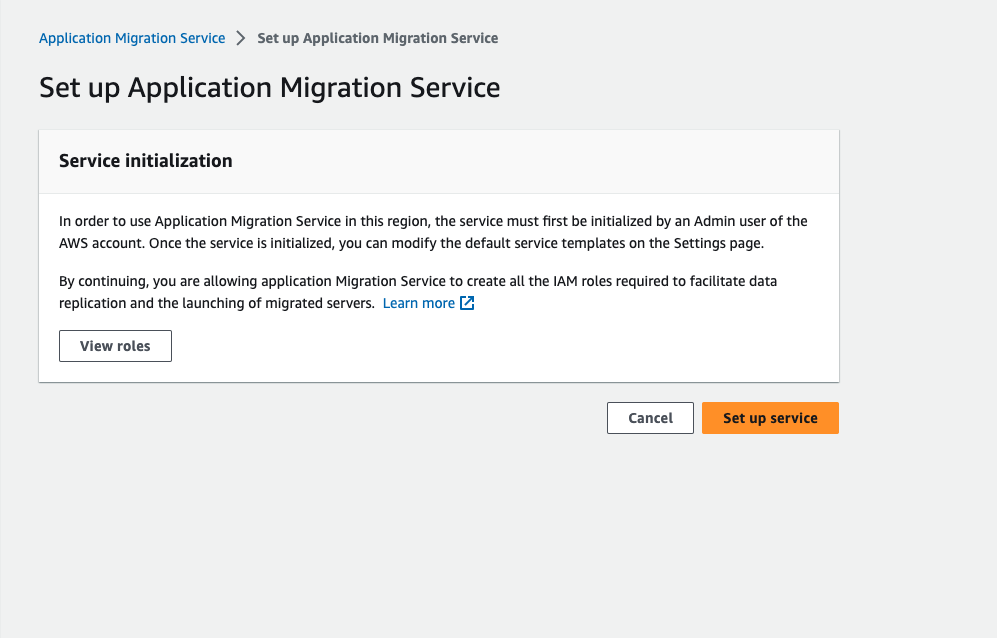 Application Migration Service > Set up Application Migration Service
Set up Application Migration Service
Service initialization
In order to use Application Migration Service in this region, the service must first be initialized by an Admin user of the
AWS account. Once the service is initialized, you can modify the default service templates on the Settings page.
By continuing, you are allowing application Migration Service to create all the IAM roles required to facilitate data
replication and the launching of migrated servers. Learn more
View roles
Cancel Set up service